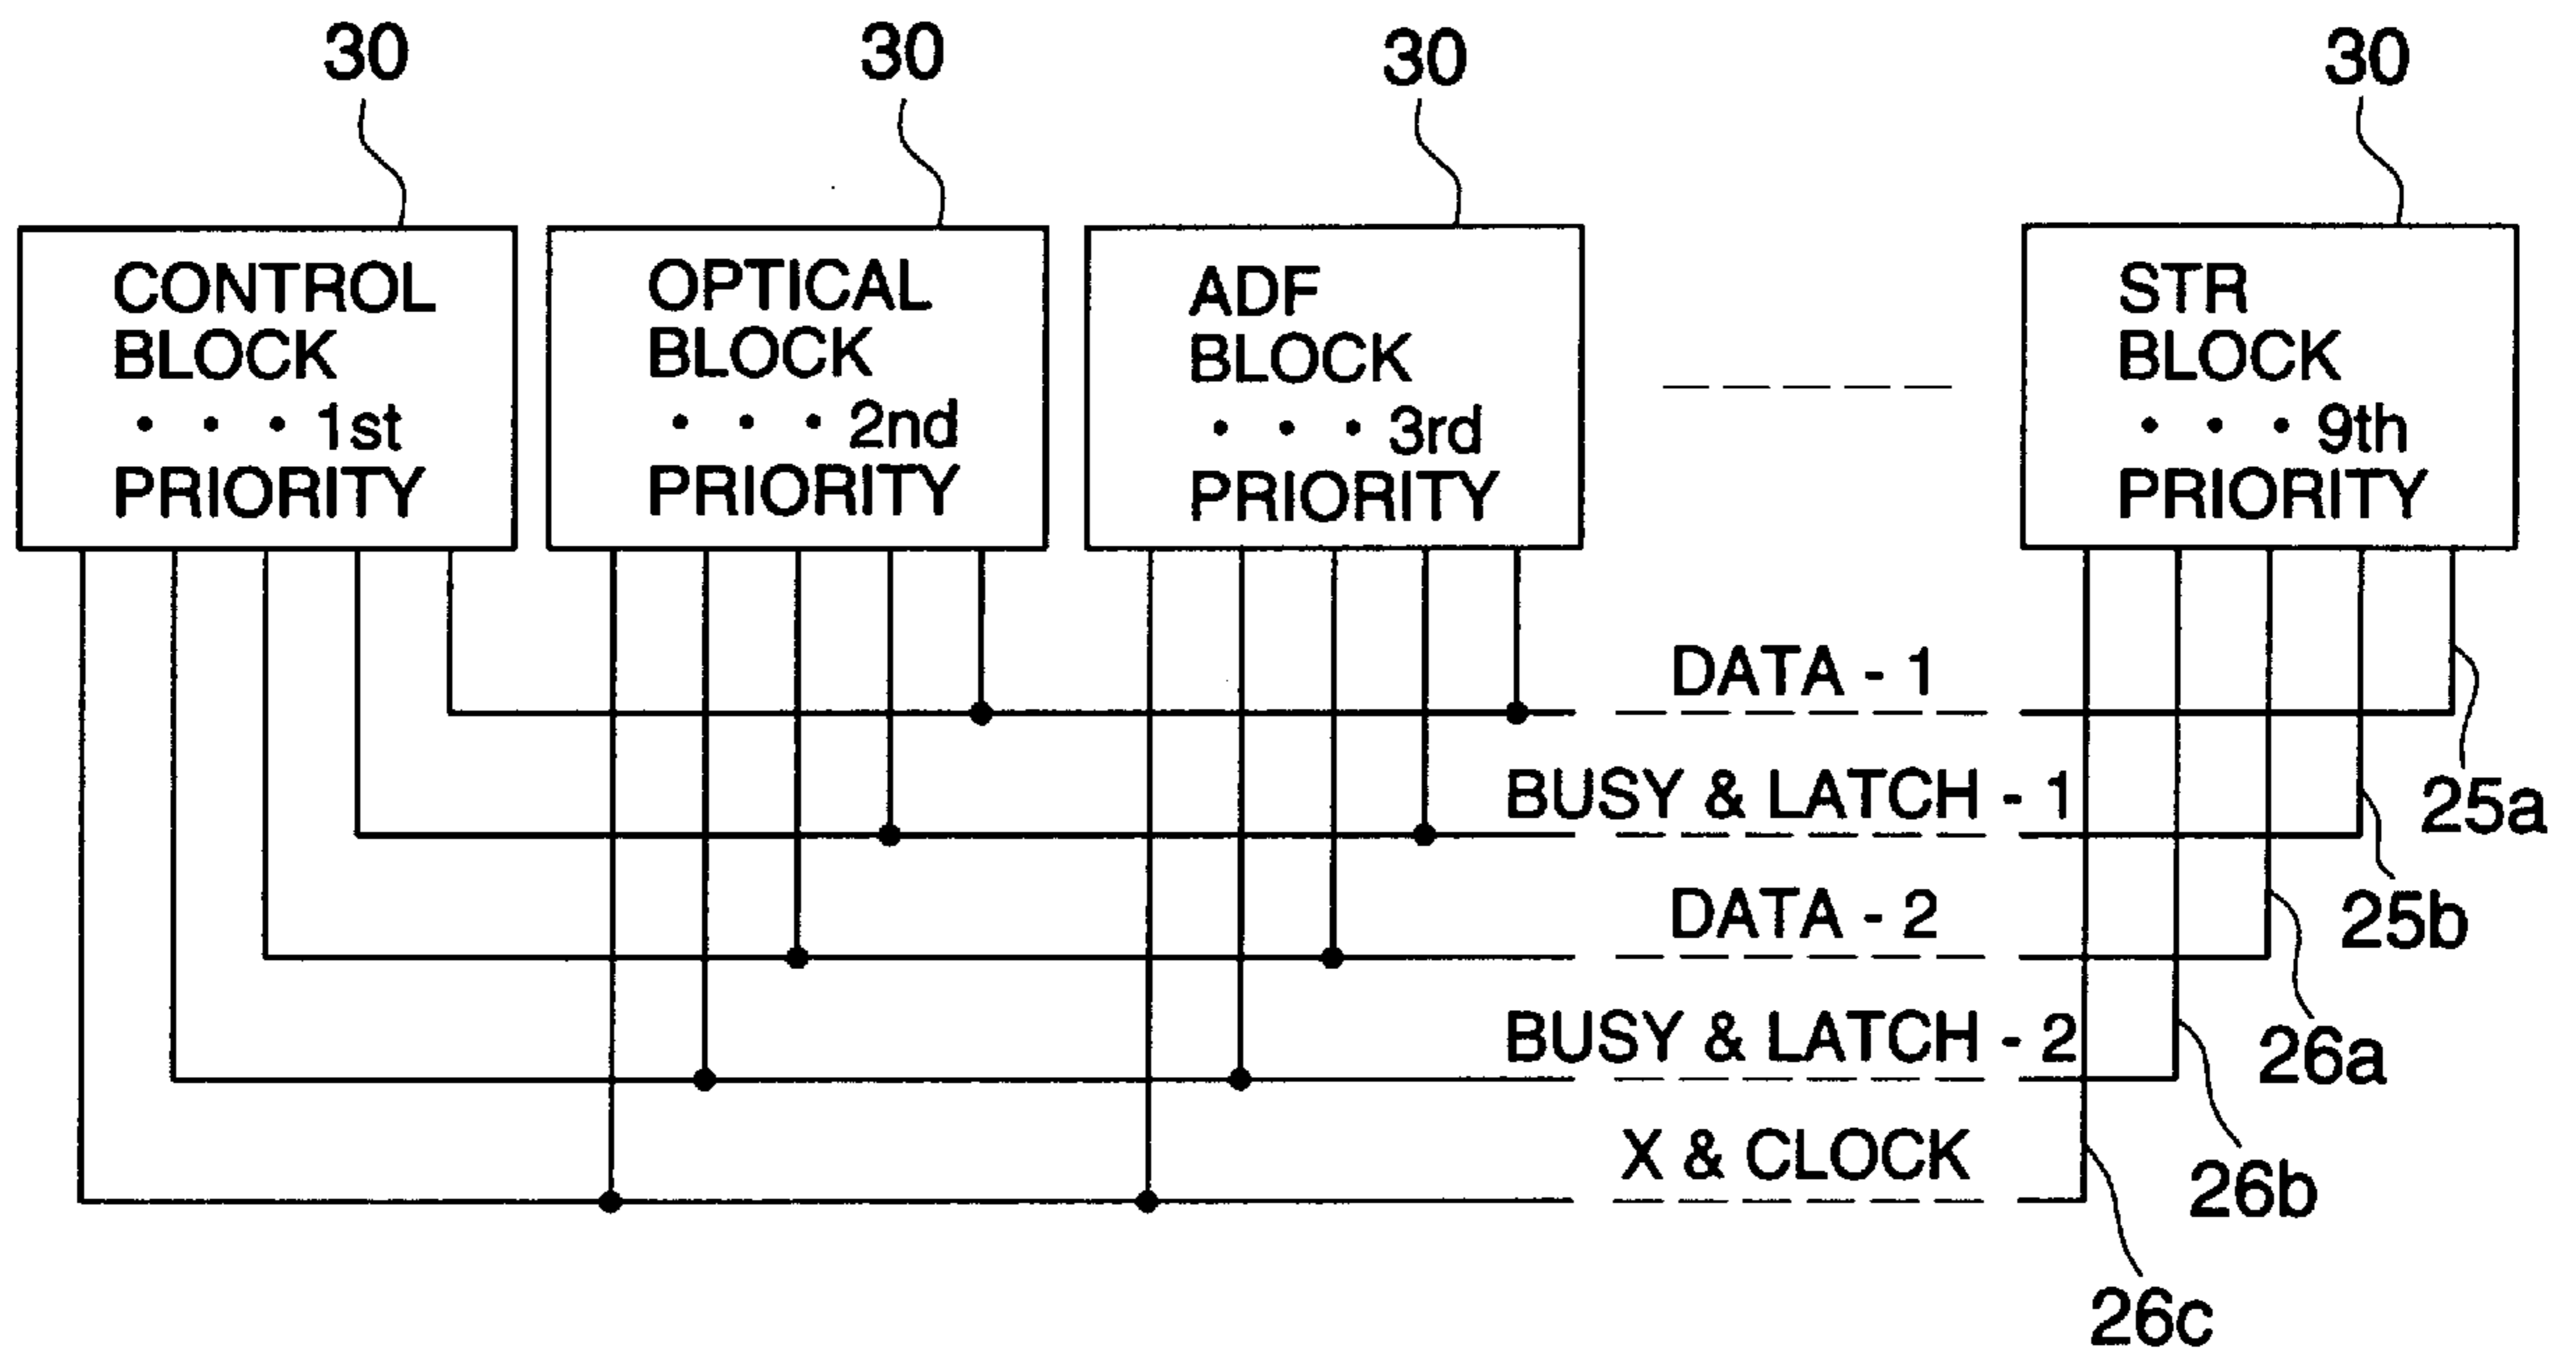 30
30
30
30
CONTROL
BLOCK
• • • 1st
PRIORITY
OPTICAL
BLOCK
• • • 2nd
PRIORITY
ADF
BLOCK
• • • 3rd
PRIORITY
STR
BLOCK
• • • 9th
PRIORITY
DATA - 1
BUSY & LATCH - 1
DATA - 2
BUSY & LATCH - 2
X & CLOCK
25a
25b
26a
26b
26c